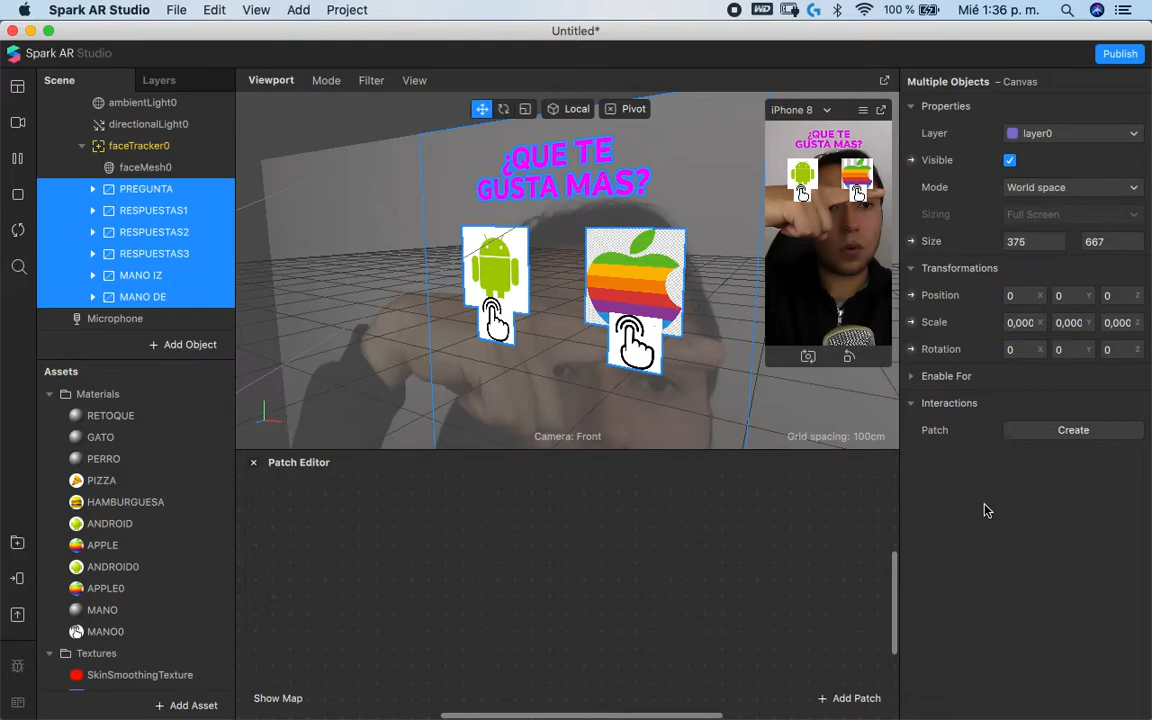 Spark AR Studio File Edit View Add Project 100 % Mié 1:36 p. m.
Untitled*
Spark AR Studio
Publish
Scene Layers
Viewport Mode Filter View
Multiple Objects – Canvas
ambientLight0
directionalLight0
faceTracker0
faceMesh0
PREGUNTA
RESPUESTAS1
RESPUESTAS2
RESPUESTAS3
MANO IZ
MANO DE
Microphone
Add Object
Local Pivot
¿QUE TE
GUSTA MAS?
Camera: Front
Grid spacing: 100cm
iPhone 8
¿QUE TE
GUSTA MAS?
Properties
Layer layer0
Visible
Mode World space
Sizing Full Screen
Size 375 667
Transformations
Position 0 X 0 Y 0 Z
Scale 0,000 X 0,000 Y 0,000 Z
Rotation 0 X 0 Y 0 Z
Enable For
Interactions
Patch Create
Assets
Materials
RETOQUE
GATO
PERRO
PIZZA
HAMBURGUESA
ANDROID
APPLE
ANDROID0
APPLE0
MANO
MANO0
Textures
SkinSmoothingTexture
Add Asset
Patch Editor
Show Map
Add Patch